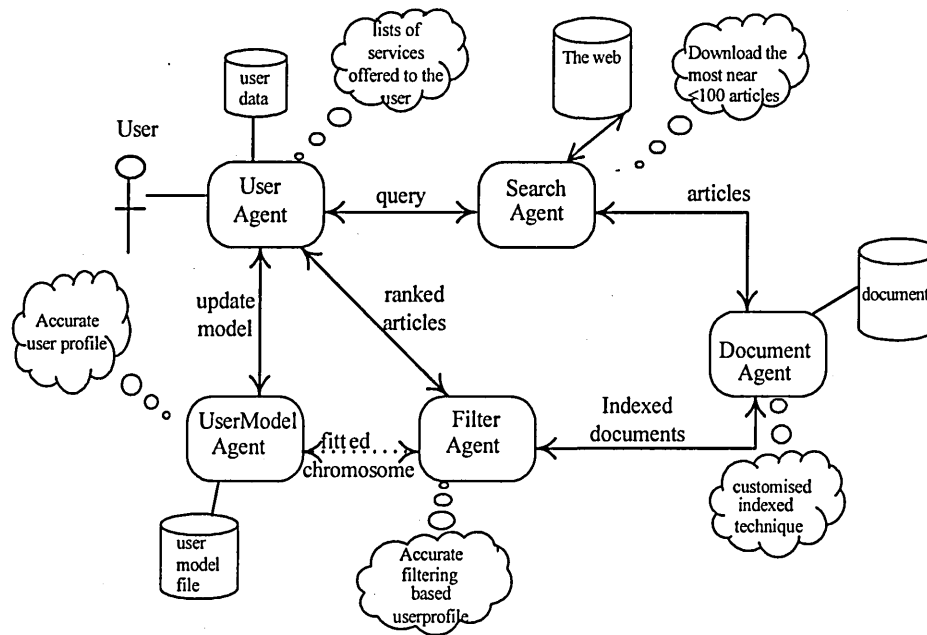 lists of
services
offered to the
user
user
data
The web
Download the
most near
<100 articles
User
User
Agent
query
Search
Agent
articles
document
Accurate
user profile
update
model
ranked
articles
Document
Agent
UserModel
Agent
fitted
chromosome
Filter
Agent
Indexed
documents
customised
indexed
technique
user
model
file
Accurate
filtering
based
userprofile